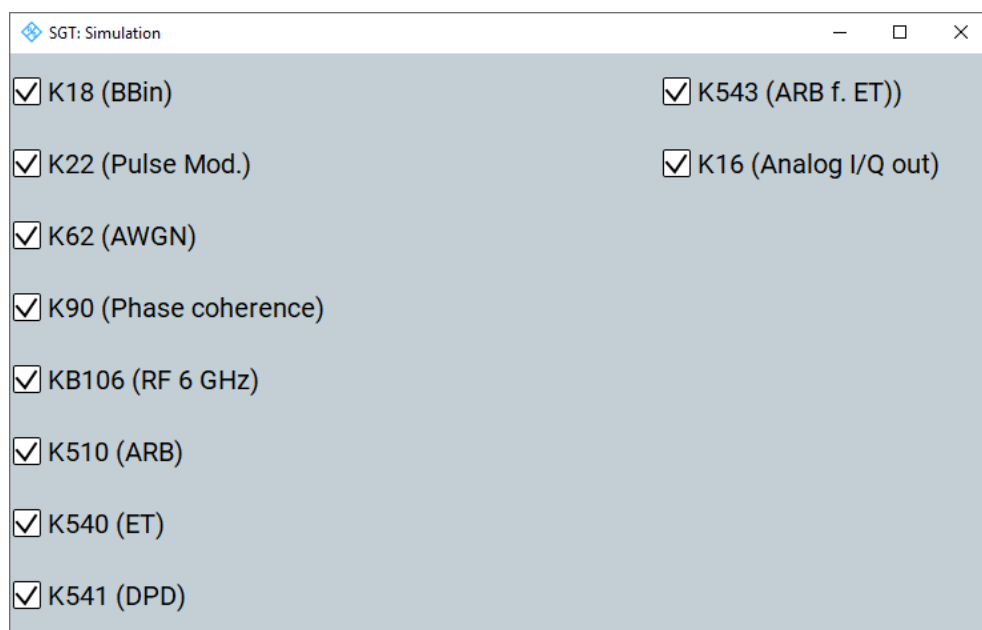 SGT: Simulation
K18 (BBin)
K22 (Pulse Mod.)
K62 (AWGN)
K90 (Phase coherence)
KB106 (RF 6 GHz)
K510 (ARB)
K540 (ET)
K541 (DPD)
K543 (ARB f. ET))
K16 (Analog I/Q out)